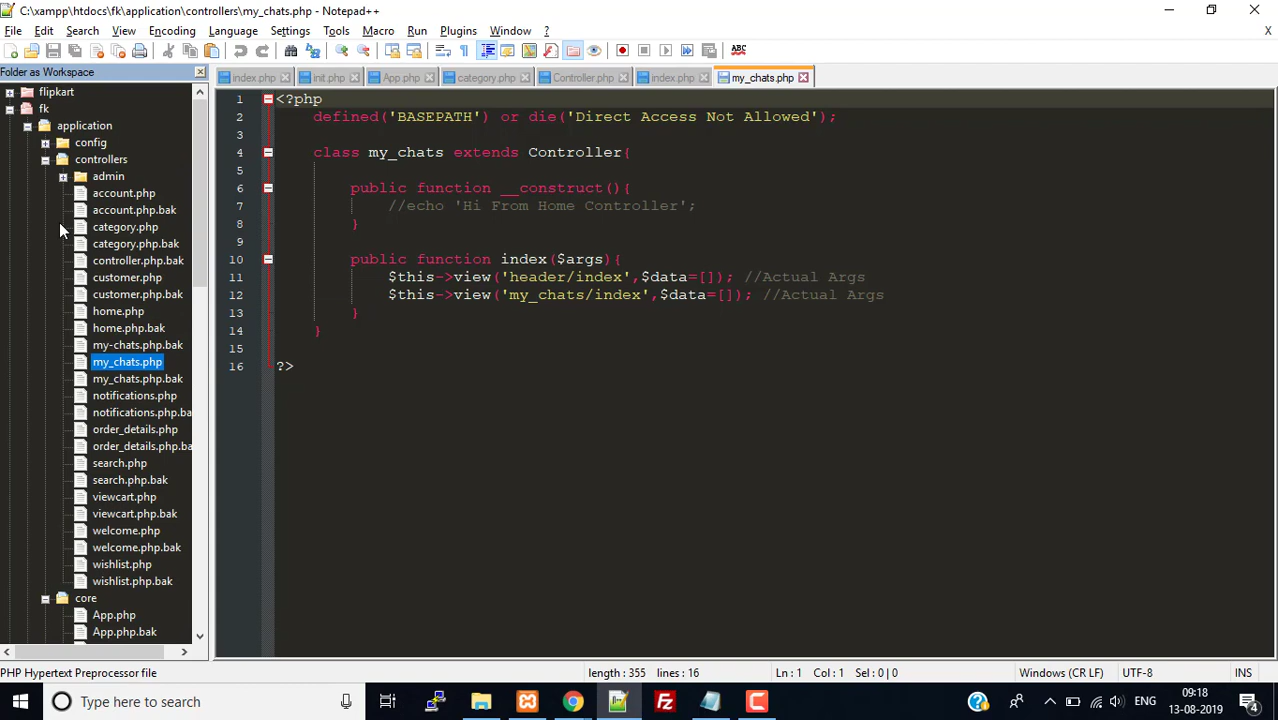 C:\xampp\htdocs\fk\application\controllers\my_chats.php - Notepad++
File Edit Search View Encoding Language Settings Tools Macro Run Plugins Window ? X
ABC
Folder as Workspace
index.php init.php App.php category.php Controller.php index.php my_chats.php
flipkart
fk
application
config
controllers
admin
account.php
account.php.bak
category.php
category.php.bak
controller.php.bak
customer.php
customer.php.bak
home.php
home.php.bak
my-chats.php.bak
my_chats.php
my_chats.php.bak
notifications.php
notifications.php.ba
order_details.php
order_details.php.ba
search.php
search.php.bak
viewcart.php
viewcart.php.bak
welcome.php
welcome.php.bak
wishlist.php
wishlist.php.bak
core
App.php
App.php.bak
1 <?php
2 defined('BASEPATH') or die('Direct Access Not Allowed');
3
4 class my_chats extends Controller{
5
6 public function __construct(){
7 //echo 'Hi From Home Controller';
8 }
9
10 public function index($args){
11 $this->view('header/index',$data=[]); //Actual Args
12 $this->view('my_chats/index',$data=[]); //Actual Args
13 }
14 }
15
16 ?>
PHP Hypertext Preprocessor file length : 355 lines : 16 Ln : 1 Col : 1 Sel : 0 | 0 Windows (CR LF) UTF-8 INS
Type here to search
ENG
09:18
13-08-2019
4